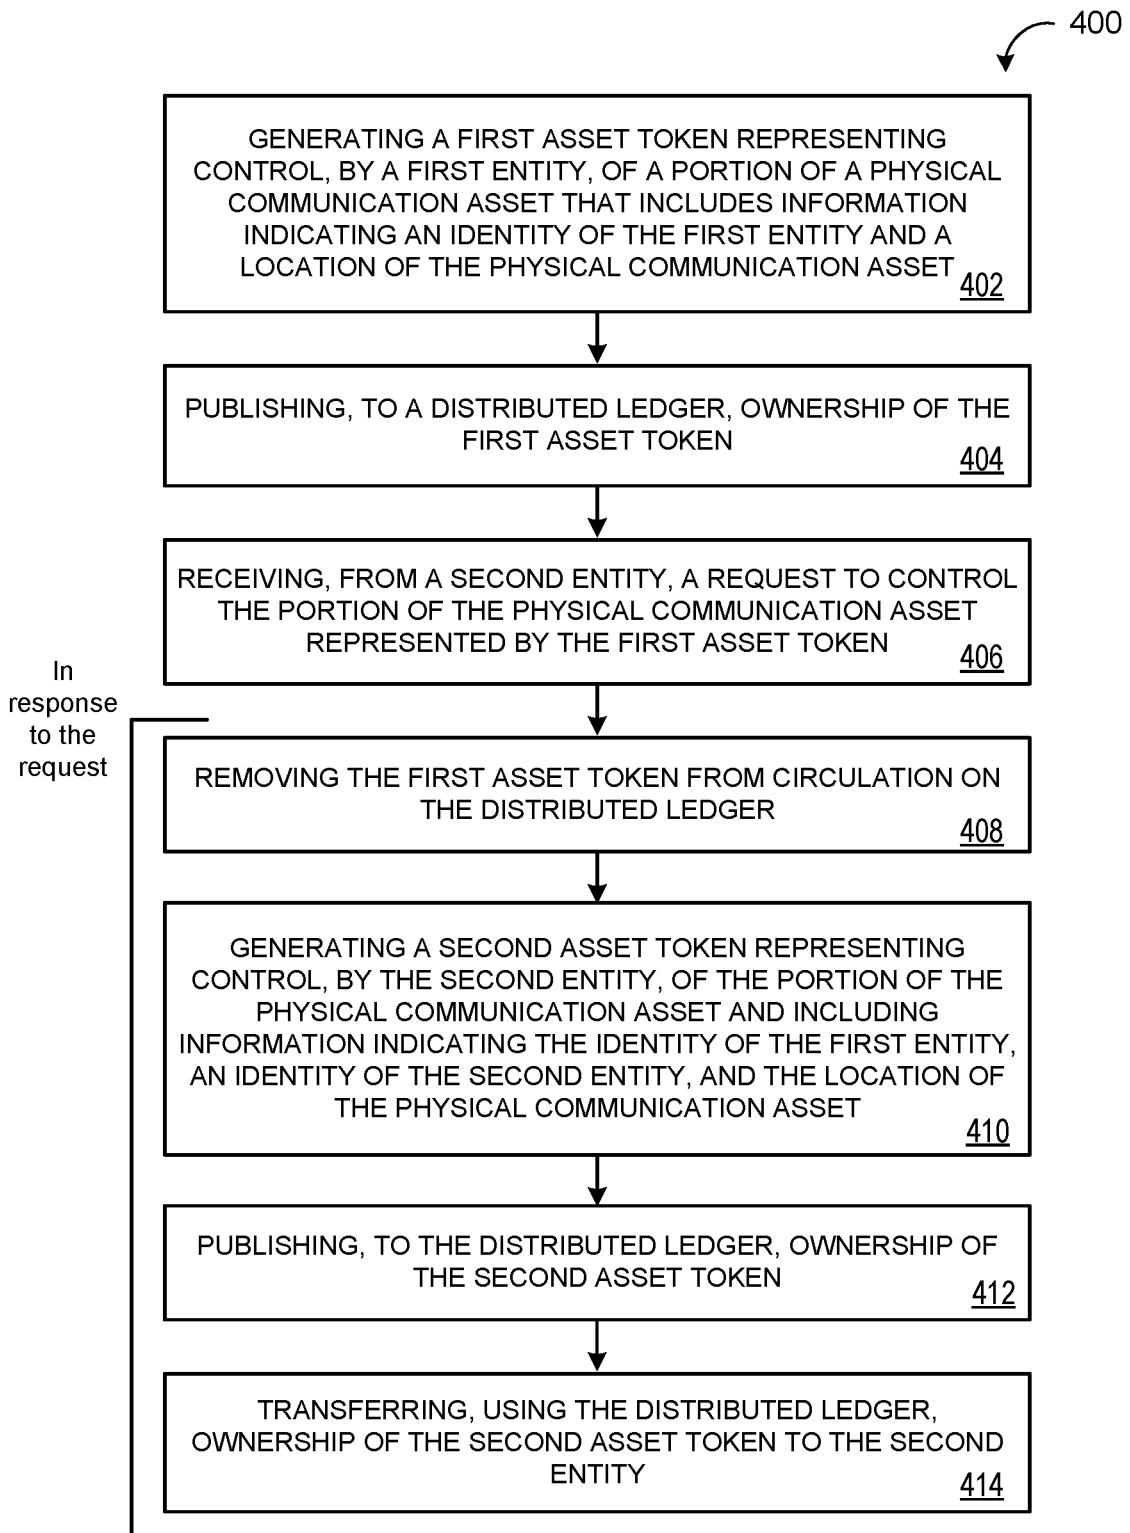 400
GENERATING A FIRST ASSET TOKEN REPRESENTING
CONTROL, BY A FIRST ENTITY, OF A PORTION OF A PHYSICAL
COMMUNICATION ASSET THAT INCLUDES INFORMATION
INDICATING AN IDENTITY OF THE FIRST ENTITY AND A
LOCATION OF THE PHYSICAL COMMUNICATION ASSET
402
PUBLISHING, TO A DISTRIBUTED LEDGER, OWNERSHIP OF THE
FIRST ASSET TOKEN
404
RECEIVING, FROM A SECOND ENTITY, A REQUEST TO CONTROL
THE PORTION OF THE PHYSICAL COMMUNICATION ASSET
REPRESENTED BY THE FIRST ASSET TOKEN
406
In
response
to the
request
REMOVING THE FIRST ASSET TOKEN FROM CIRCULATION ON
THE DISTRIBUTED LEDGER
408
GENERATING A SECOND ASSET TOKEN REPRESENTING
CONTROL, BY THE SECOND ENTITY, OF THE PORTION OF THE
PHYSICAL COMMUNICATION ASSET AND INCLUDING
INFORMATION INDICATING THE IDENTITY OF THE FIRST ENTITY,
AN IDENTITY OF THE SECOND ENTITY, AND THE LOCATION OF
THE PHYSICAL COMMUNICATION ASSET
410
PUBLISHING, TO THE DISTRIBUTED LEDGER, OWNERSHIP OF
THE SECOND ASSET TOKEN
412
TRANSFERRING, USING THE DISTRIBUTED LEDGER,
OWNERSHIP OF THE SECOND ASSET TOKEN TO THE SECOND
ENTITY
414